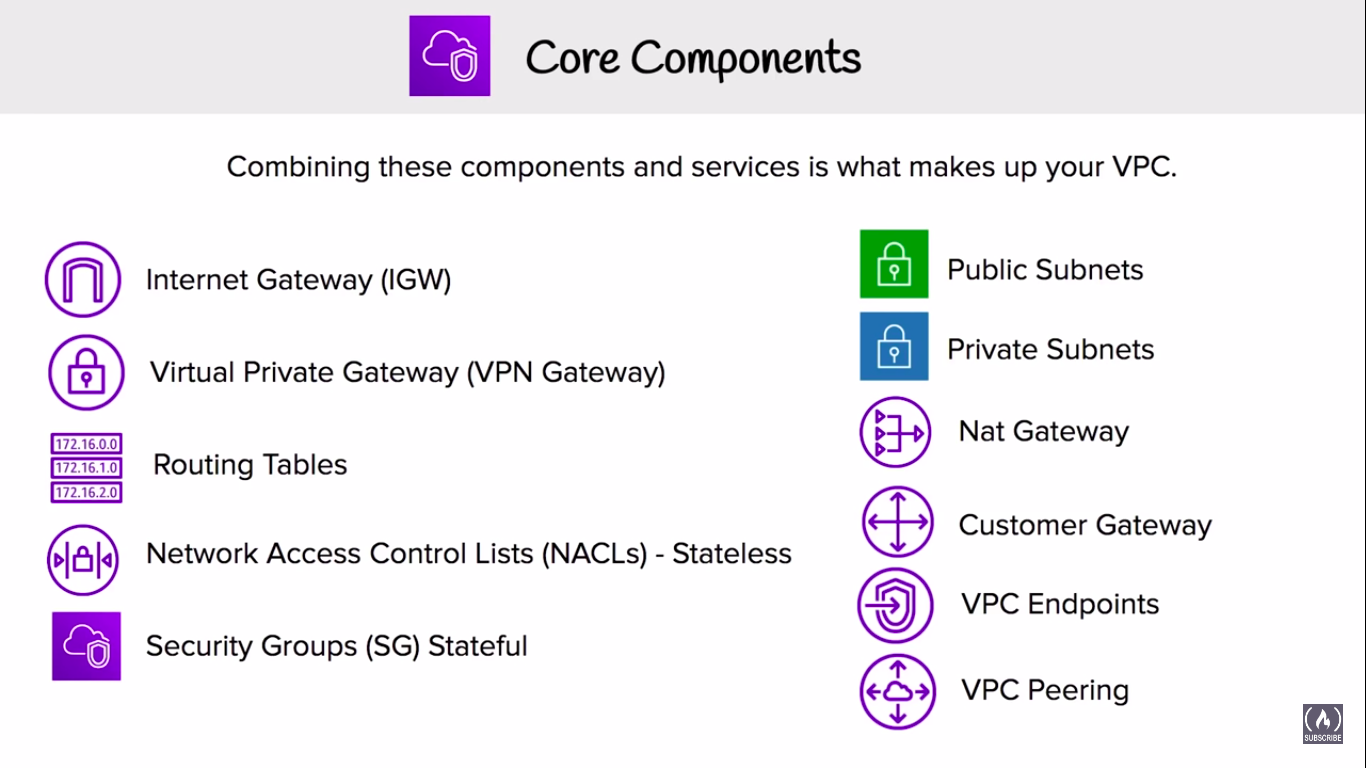 Core Components
Combining these components and services is what makes up your VPC.
Internet Gateway (IGW)
Virtual Private Gateway (VPN Gateway)
172.16.0.0
172.16.1.0
172.16.2.0
Routing Tables
Network Access Control Lists (NACLs) - Stateless
Security Groups (SG) Stateful
Public Subnets
Private Subnets
Nat Gateway
Customer Gateway
VPC Endpoints
VPC Peering
SUBSCRIBE